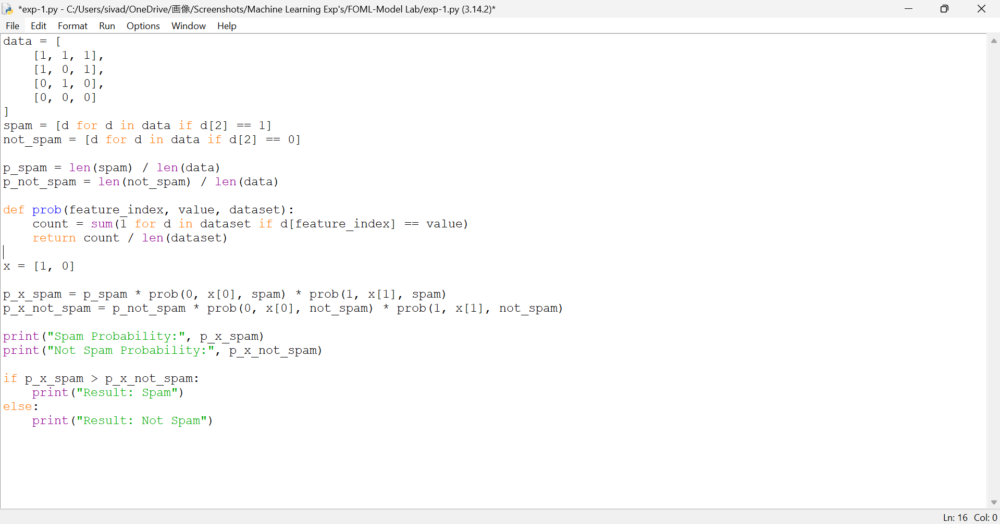 *exp-1.py - C:/Users/sivad/OneDrive/画像/Screenshots/Machine Learning Exp's/FOML-Model Lab/exp-1.py (3.14.2)*
File Edit Format Run Options Window Help
data = [
    [1, 1, 1],
    [1, 0, 1],
    [0, 1, 0],
    [0, 0, 0]
]
spam = [d for d in data if d[2] == 1]
not_spam = [d for d in data if d[2] == 0]

p_spam = len(spam) / len(data)
p_not_spam = len(not_spam) / len(data)

def prob(feature_index, value, dataset):
    count = sum(1 for d in dataset if d[feature_index] == value)
    return count / len(dataset)

x = [1, 0]

p_x_spam = p_spam * prob(0, x[0], spam) * prob(1, x[1], spam)
p_x_not_spam = p_not_spam * prob(0, x[0], not_spam) * prob(1, x[1], not_spam)

print("Spam Probability:", p_x_spam)
print("Not Spam Probability:", p_x_not_spam)

if p_x_spam > p_x_not_spam:
    print("Result: Spam")
else:
    print("Result: Not Spam")
Ln: 16 Col: 0